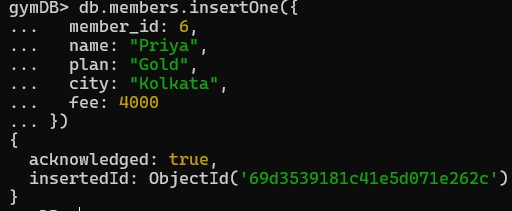 gymDB> db.members.insertOne({
...    member_id: 6,
...    name: "Priya",
...    plan: "Gold",
...    city: "Kolkata",
...    fee: 4000
... })
{
  acknowledged: true,
  insertedId: ObjectId('69d3539181c41e5d071e262c')
}